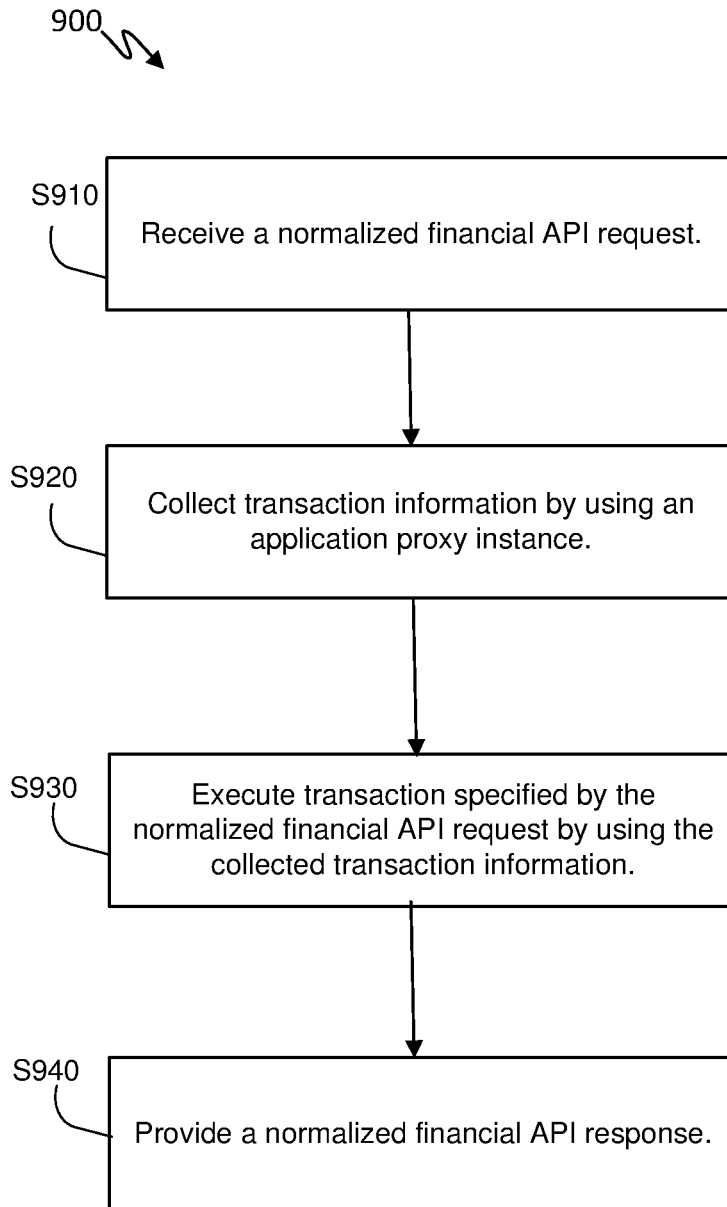 900
S910
Receive a normalized financial API request.
S920
Collect transaction information by using an
application proxy instance.
S930
Execute transaction specified by the
normalized financial API request by using the
collected transaction information.
S940
Provide a normalized financial API response.